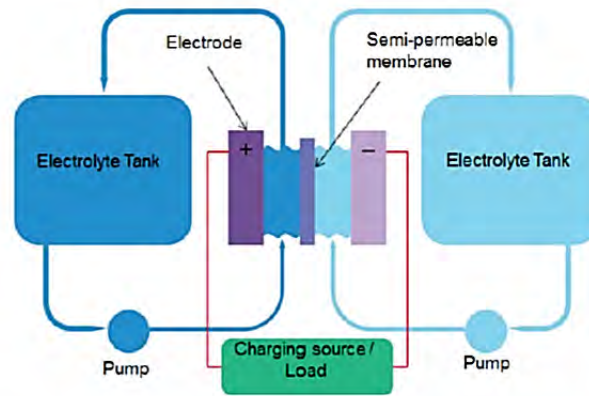 Electrode
Semi-permeable
membrane
Electrolyte Tank
+
–
Electrolyte Tank
Pump
Charging source /
Load
Pump